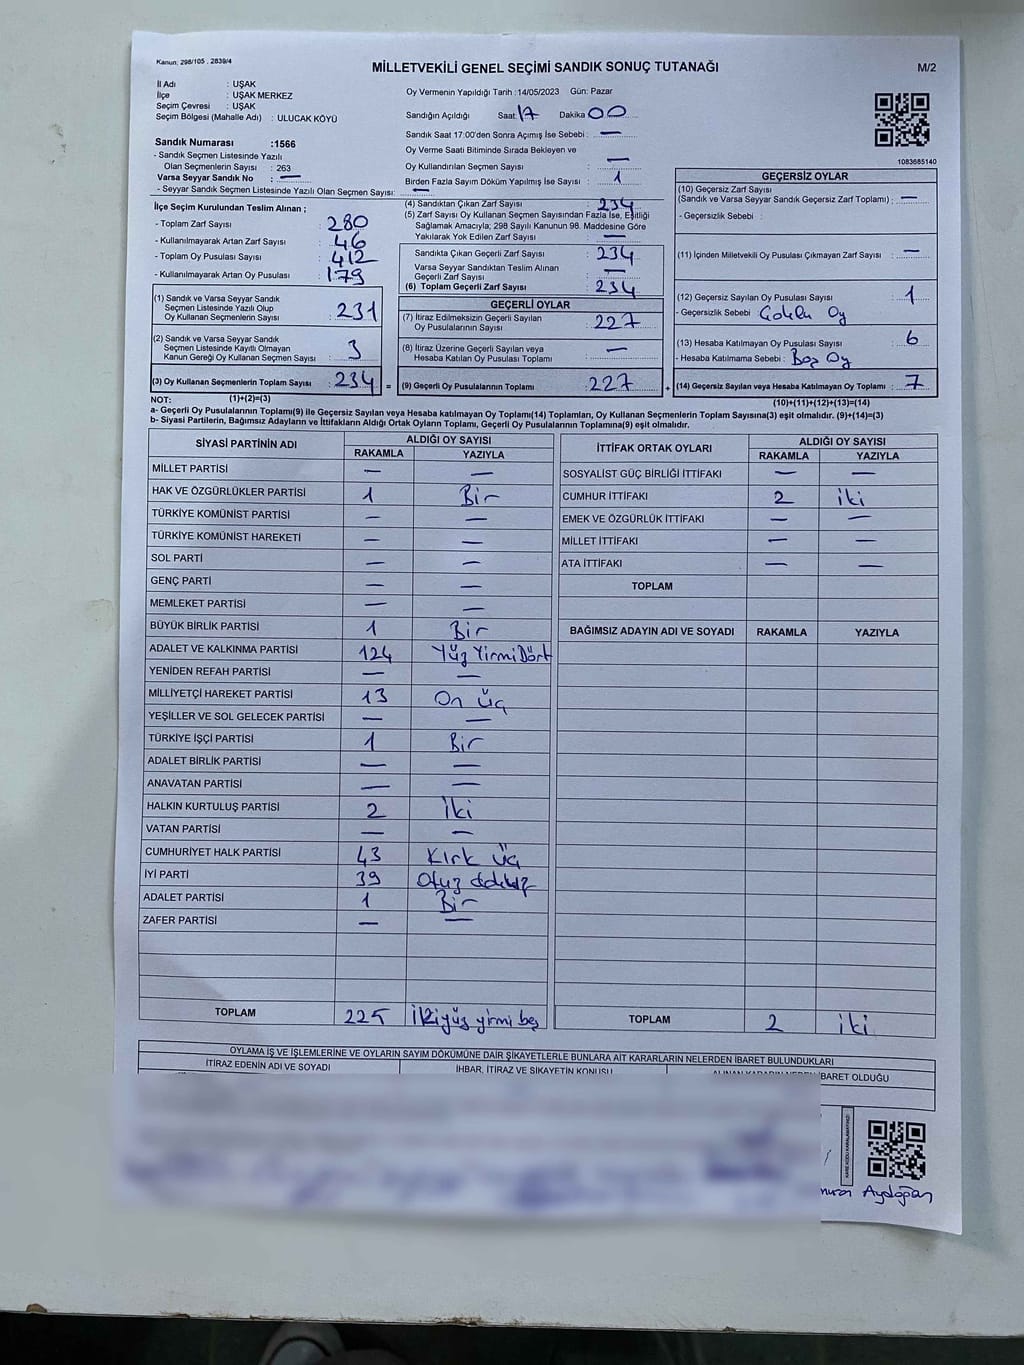 Kanun; 298/105 , 2839/4
MİLLETVEKİLİ GENEL SEÇİMİ SANDIK SONUÇ TUTANAĞI
M/2
İl Adı : UŞAK
İlçe : UŞAK MERKEZ
Seçim Çevresi : UŞAK
Seçim Bölgesi (Mahalle Adı) : ULUCAK KÖYÜ
Sandık Numarası :1566
- Sandık Seçmen Listesinde Yazılı
Olan Seçmenlerin Sayısı : 263
Varsa Seyyar Sandık No : —
- Seyyar Sandık Seçmen Listesinde Yazılı Olan Seçmen Sayısı: —
Oy Vermenin Yapıldığı Tarih : 14/05/2023 Gün: Pazar
Sandığın Açıldığı Saat: 17 Dakika 00
Sandık Saat 17:00'den Sonra Açımış İse Sebebi : —
Oy Verme Saati Bitiminde Sırada Bekleyen ve
Oy Kullandırılan Seçmen Sayısı : —
Birden Fazla Sayım Döküm Yapılmış İse Sayısı : 1
1083685140
İlçe Seçim Kurulundan Teslim Alınan ;
- Toplam Zarf Sayısı : 280
- Kullanılmayarak Artan Zarf Sayısı : 46
- Toplam Oy Pusulası Sayısı : 412
- Kullanılmayarak Artan Oy Pusulası : 179
(1) Sandık ve Varsa Seyyar Sandık
Seçmen Listesinde Yazılı Olup
Oy Kullanan Seçmenlerin Sayısı : 231
(2) Sandık ve Varsa Seyyar Sandık
Seçmen Listesinde Kayıtlı Olmayan
Kanun Gereği Oy Kullanan Seçmen Sayısı : 3
(3) Oy Kullanan Seçmenlerin Toplam Sayısı : 234 =
(1)+(2)=(3)
(4) Sandıktan Çıkan Zarf Sayısı : 234
(5) Zarf Sayısı Oy Kullanan Seçmen Sayısından Fazla İse, Eşitliği
Sağlamak Amacıyla; 298 Sayılı Kanunun 98. Maddesine Göre
Yakılarak Yok Edilen Zarf Sayısı : —
Sandıkta Çıkan Geçerli Zarf Sayısı : 234
Varsa Seyyar Sandıktan Teslim Alınan
Geçerli Zarf Sayısı : —
(6) Toplam Geçerli Zarf Sayısı : 234
GEÇERLİ OYLAR
(7) İtiraz Edilmeksizin Geçerli Sayılan
Oy Pusulalarının Sayısı : 227
(8) İtiraz Üzerine Geçerli Sayılan veya
Hesaba Katılan Oy Pusulası Toplamı : —
(9) Geçerli Oy Pusulalarının Toplamı : 227 +
GEÇERSİZ OYLAR
(10) Geçersiz Zarf Sayısı
(Sandık ve Varsa Seyyar Sandık Geçersiz Zarf Toplamı) : —
- Geçersizlik Sebebi :
(11) İçinden Milletvekili Oy Pusulası Çıkmayan Zarf Sayısı : —
(12) Geçersiz Sayılan Oy Pusulası Sayısı : 1
- Geçersizlik Sebebi : Oy
(13) Hesaba Katılmayan Oy Pusulası Sayısı : 6
- Hesaba Katılmama Sebebi : Boş Oy
(14) Geçersiz Sayılan veya Hesaba Katılmayan Oy Toplamı : 7
(10)+(11)+(12)+(13)=(14)
NOT:
a- Geçerli Oy Pusulalarının Toplamı(9) ile Geçersiz Sayılan veya Hesaba katılmayan Oy Toplamı(14) Toplamları, Oy Kullanan Seçmenlerin Toplam Sayısına(3) eşit olmalıdır. (9)+(14)=(3)
b- Siyasi Partilerin, Bağımsız Adayların ve İttifakların Aldığı Ortak Oyların Toplamı, Geçerli Oy Pusulalarının Toplamına(9) eşit olmalıdır.
SİYASİ PARTİNİN ADI ALDIĞI OY SAYISI
RAKAMLA YAZIYLA
MİLLET PARTİSİ — —
HAK VE ÖZGÜRLÜKLER PARTİSİ 1 Bir
TÜRKİYE KOMÜNİST PARTİSİ — —
TÜRKİYE KOMÜNİST HAREKETİ — —
SOL PARTİ — —
GENÇ PARTİ — —
MEMLEKET PARTİSİ — —
BÜYÜK BİRLİK PARTİSİ 1 Bir
ADALET VE KALKINMA PARTİSİ 124 Yüz YirmiDört
YENİDEN REFAH PARTİSİ — —
MİLLİYETÇİ HAREKET PARTİSİ 13 On üç
YEŞİLLER VE SOL GELECEK PARTİSİ — —
TÜRKİYE İŞÇİ PARTİSİ 1 Bir
ADALET BİRLİK PARTİSİ — —
ANAVATAN PARTİSİ — —
HALKIN KURTULUŞ PARTİSİ 2 İki
VATAN PARTİSİ — —
CUMHURİYET HALK PARTİSİ 43 Kırk üç
İYİ PARTİ 39 Otuz dokuz
ADALET PARTİSİ 1 Bir
ZAFER PARTİSİ — —
TOPLAM 225 İkiyüz yirmi beş
İTTİFAK ORTAK OYLARI ALDIĞI OY SAYISI
RAKAMLA YAZIYLA
SOSYALİST GÜÇ BİRLİĞİ İTTİFAKI — —
CUMHUR İTTİFAKI 2 iki
EMEK VE ÖZGÜRLÜK İTTİFAKI — —
MİLLET İTTİFAKI — —
ATA İTTİFAKI — —
TOPLAM
BAĞIMSIZ ADAYIN ADI VE SOYADI RAKAMLA YAZIYLA
TOPLAM 2 iki
OYLAMA İŞ VE İŞLEMLERİNE VE OYLARIN SAYIM DÖKÜMÜNE DAİR ŞİKAYETLERLE BUNLARA AİT KARARLARIN NELERDEN İBARET BULUNDUKLARI
İTİRAZ EDENİN ADI VE SOYADI İHBAR, İTİRAZ VE ŞİKAYETİN KONUSU ALINAN KARARIN NEDEN İBARET OLDUĞU
Aydoğan